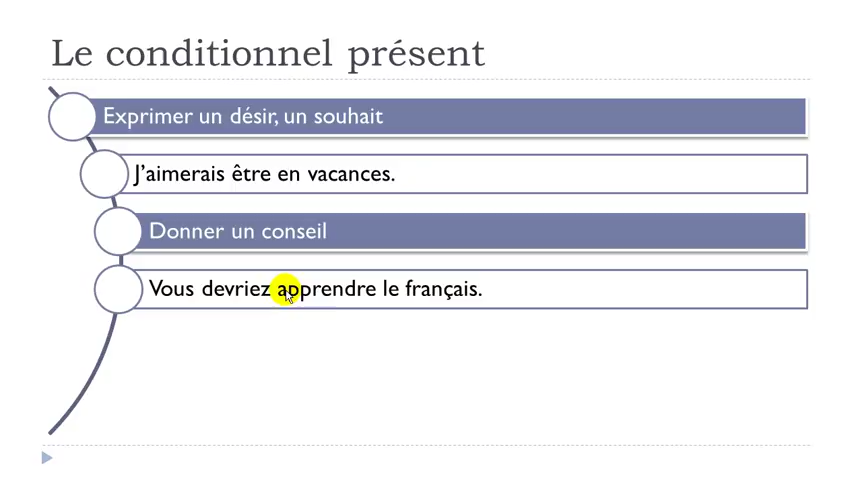 Le conditionnel présent
Exprimer un désir, un souhait
J'aimerais être en vacances.
Donner un conseil
Vous devriez apprendre le français.